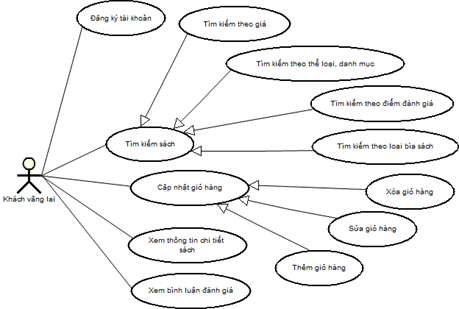 Đăng ký tài khoản
Tìm kiếm theo giá
Tìm kiếm theo thể loại, danh mục
Tìm kiếm theo điểm đánh giá
Tìm kiếm sách
Tìm kiếm theo loại bìa sách
Cập nhật giỏ hàng
Xóa giỏ hàng
Khách vãng lai
Sửa giỏ hàng
Xem thông tin chi tiết
sách
Thêm giỏ hàng
Xem bình luận đánh giá